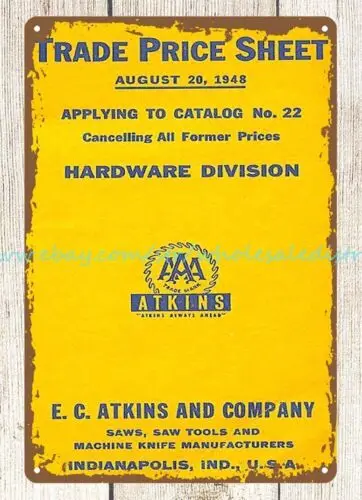 TRADE PRICE SHEET
AUGUST 20, 1948
APPLYING TO CATALOG No. 22
Cancelling All Former Prices
HARDWARE DIVISION
AAA
TRADE MARK
ATKINS
"ATKINS ALWAYS AHEAD"
E. C. ATKINS AND COMPANY
SAWS, SAW TOOLS AND
MACHINE KNIFE MANUFACTURERS
INDIANAPOLIS, IND., U.S.A.